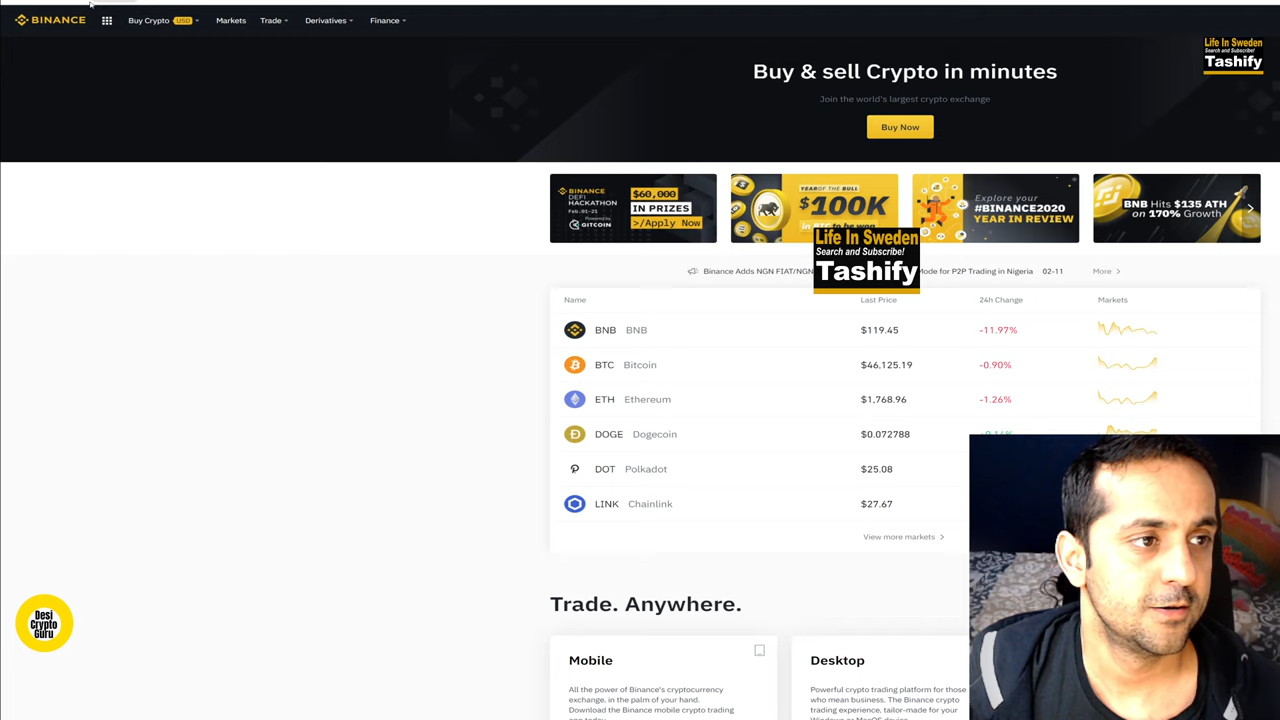 BINANCE
Buy Crypto USD
Markets
Trade
Derivatives
Finance
Life In Sweden
Search and Subscribe!
Tashify
Buy & sell Crypto in minutes
Join the world's largest crypto exchange
Buy Now
BINANCE
DEFI
HACKATHON
Feb.01-21
Powered by
GITCOIN
$60,000
IN PRIZES
>/Apply Now
YEAR OF THE BULL
$100K
Explore your
#BINANCE2020
YEAR IN REVIEW
BNB Hits $135 ATH
on 170% Growth
Life In Sweden
Search and Subscribe!
Tashify
Binance Adds NGN FIAT/NGN
Mode for P2P Trading in Nigeria 02-11
More
Name Last Price 24h Change Markets
BNB BNB $119.45 -11.97%
BTC Bitcoin $46,125.19 -0.90%
ETH Ethereum $1,768.96 -1.26%
DOGE Dogecoin $0.072788
DOT Polkadot $25.08
LINK Chainlink $27.67
View more markets
Desi
Crypto
Guru
Trade. Anywhere.
Mobile
All the power of Binance's cryptocurrency
exchange, in the palm of your hand.
Download the Binance mobile crypto trading
Desktop
Powerful crypto trading platform for those
who mean business. The Binance crypto
trading experience, tailor-made for your